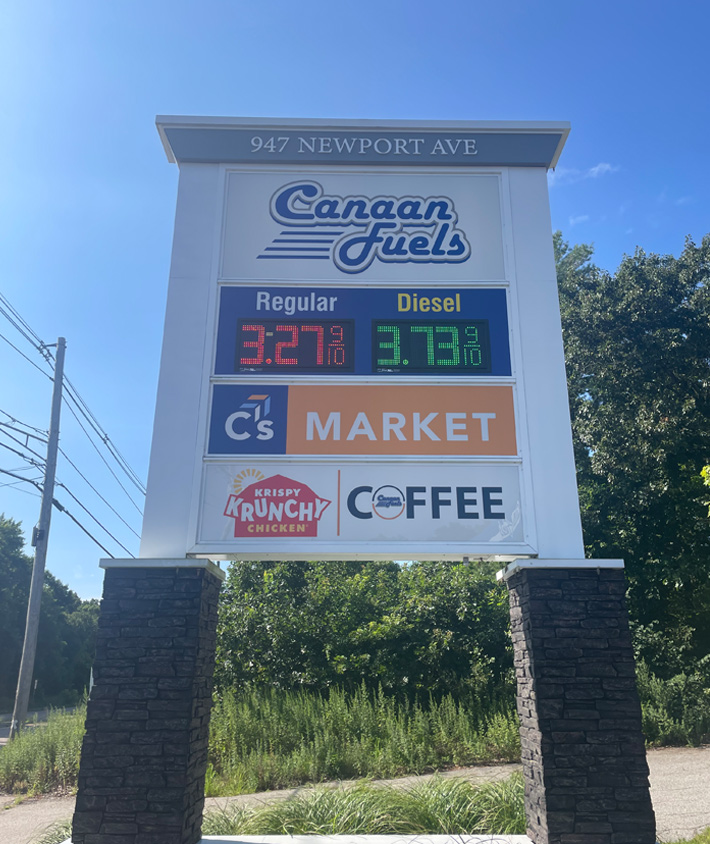 947 NEWPORT AVE
Canaan
Fuels
Regular Diesel
3.27 9/10 3.73 9/10
C's MARKET
KRISPY
KRUNCHY
CHICKEN
COFFEE